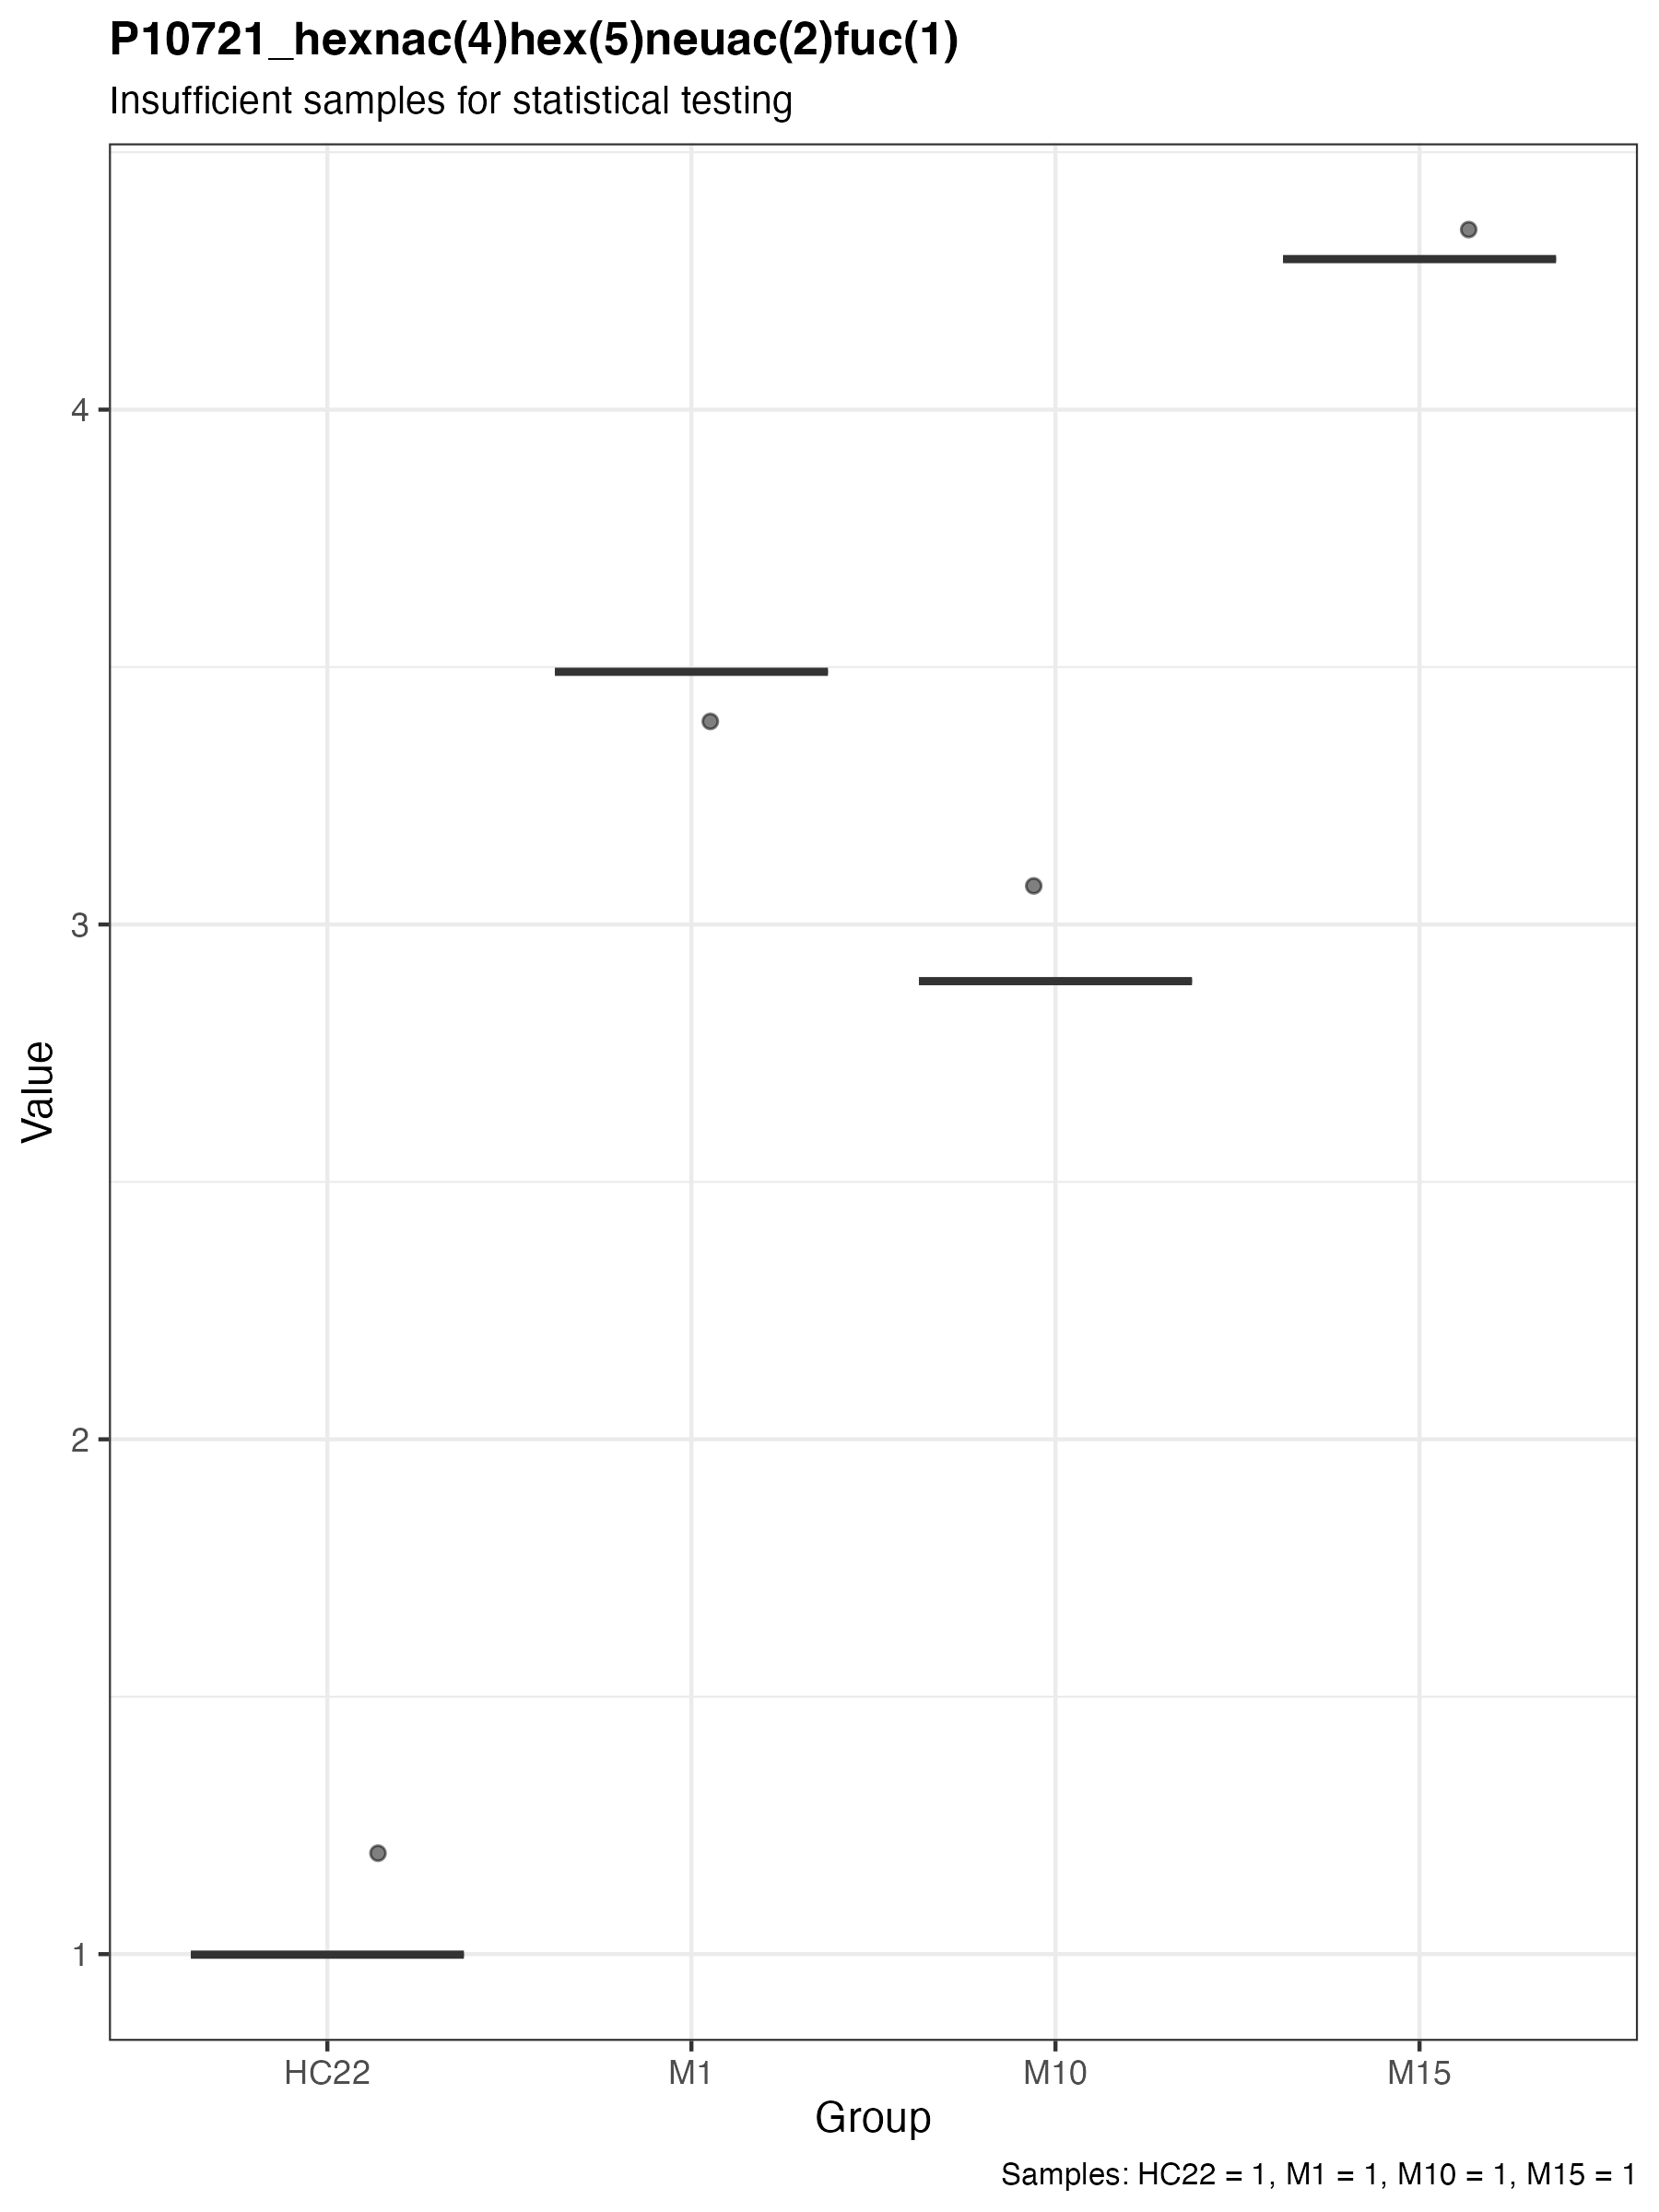 P10721_hexnac(4)hex(5)neuac(2)fuc(1)
Insufficient samples for statistical testing
4
3
2
1
Value
HC22 M1 M10 M15
Group
Samples: HC22 = 1, M1 = 1, M10 = 1, M15 = 1